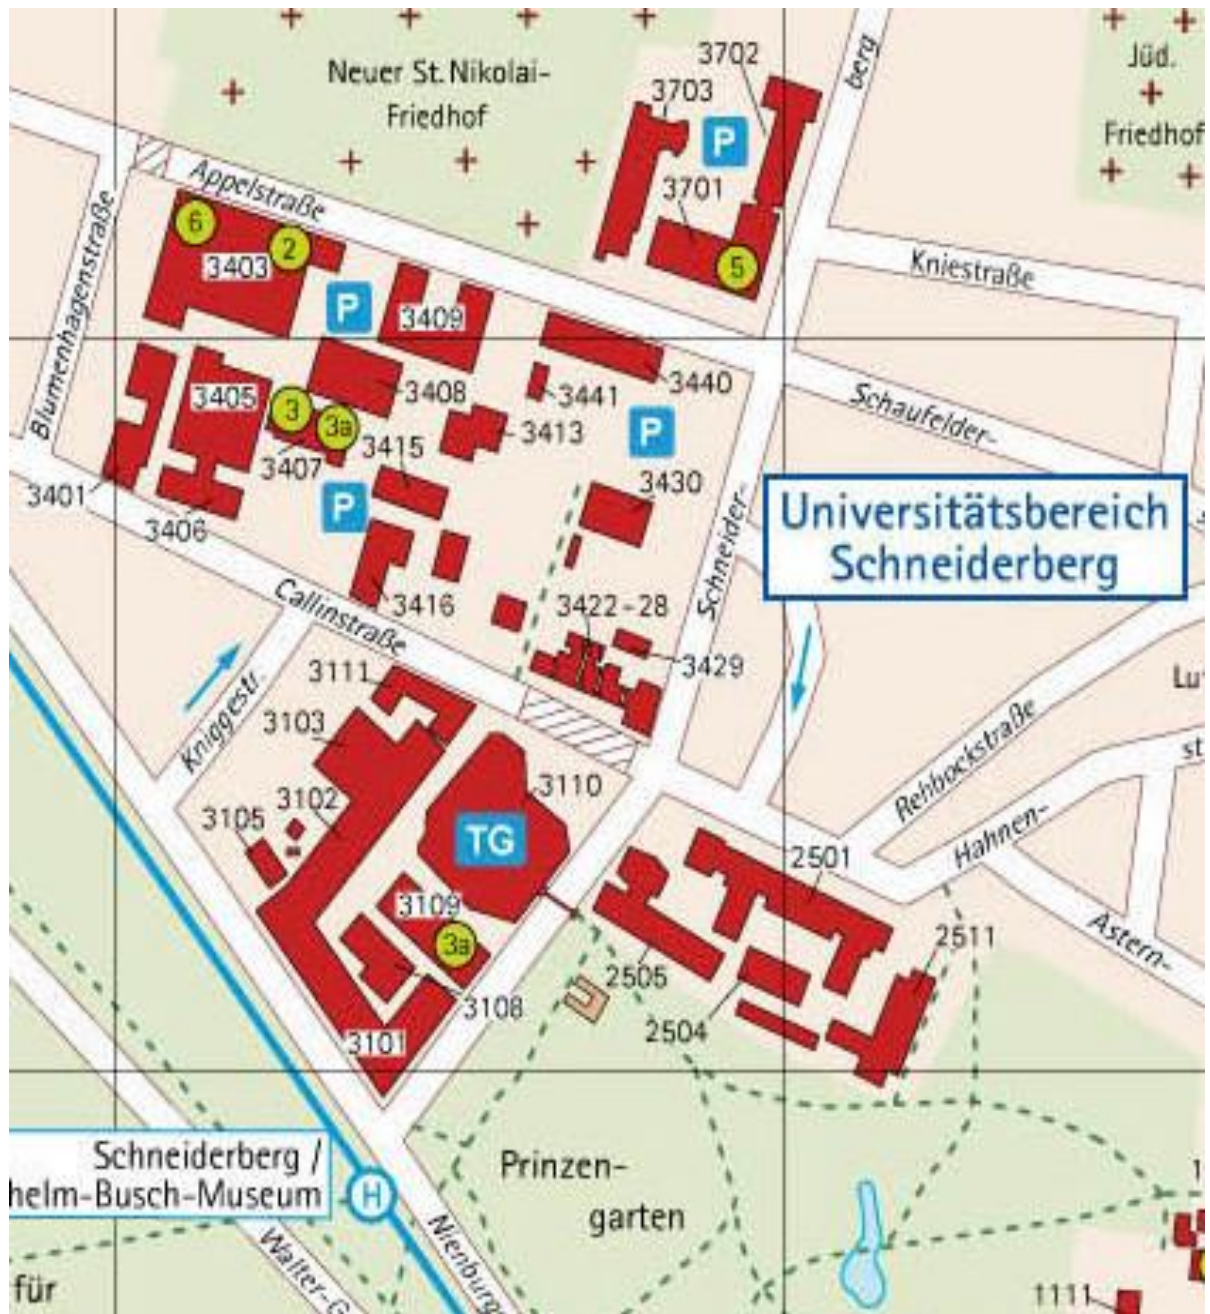 Neuer St. Nikolai-
Friedhof
3702
3703
P
3701
5
berg
Jüd.
Friedhof
Appelstraße
6
2
3403
Blumenhagenstraße
P
3409
Kniestraße
3405
3
3a
3408
3407
3415
3413
3441
3440
P
3430
Schaufelder-
3401
3406
P
3416
Schneider-
Universitätsbereich
Schneiderberg
Callinstraße
3422-28
3429
Kniggestr.
3111
3103
3102
3105
3110
TG
3109
3a
3108
3101
Rehbockstraße
Hahnen-
st
2501
2511
2505
2504
Astern-
Schneiderberg /
helm-Busch-Museum
H
Prinzen-
garten
Nienburg
Walter-G
für
1111